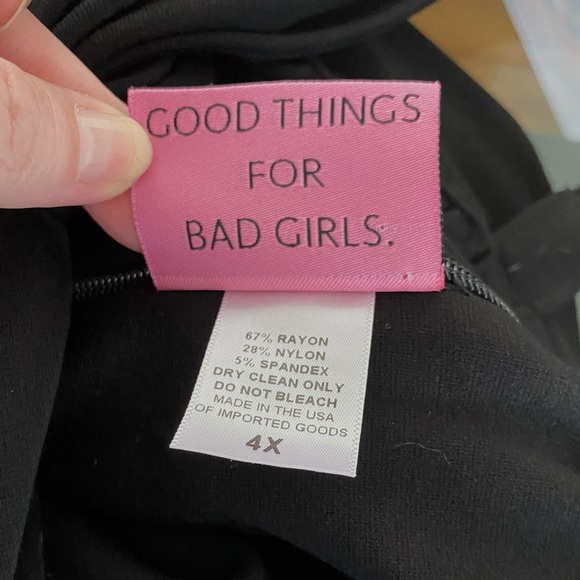 GOOD THINGS
FOR
BAD GIRLS.
67% RAYON
28% NYLON
5% SPANDEX
DRY CLEAN ONLY
DO NOT BLEACH
MADE IN THE USA
OF IMPORTED GOODS
4X